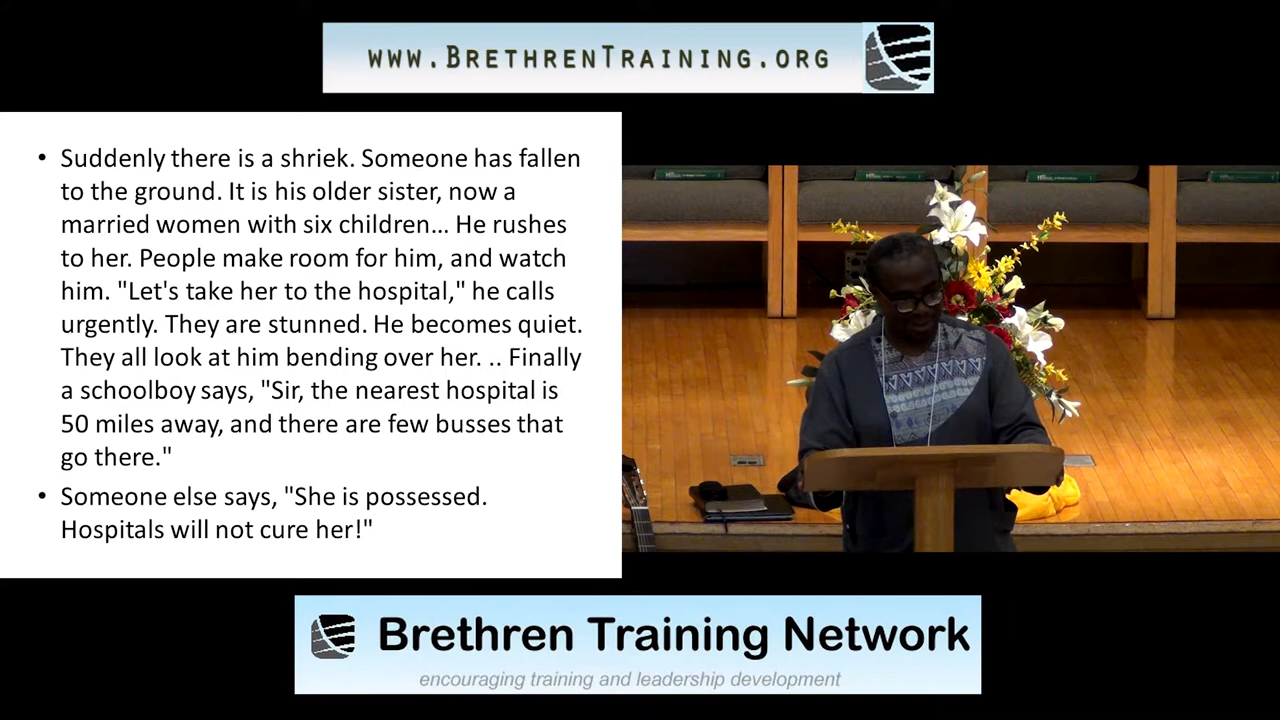 www.BrethrenTraining.org
• Suddenly there is a shriek. Someone has fallen
to the ground. It is his older sister, now a
married women with six children... He rushes
to her. People make room for him, and watch
him. "Let's take her to the hospital," he calls
urgently. They are stunned. He becomes quiet.
They all look at him bending over her. .. Finally
a schoolboy says, "Sir, the nearest hospital is
50 miles away, and there are few busses that
go there."
• Someone else says, "She is possessed.
Hospitals will not cure her!"
Brethren Training Network
encouraging training and leadership development